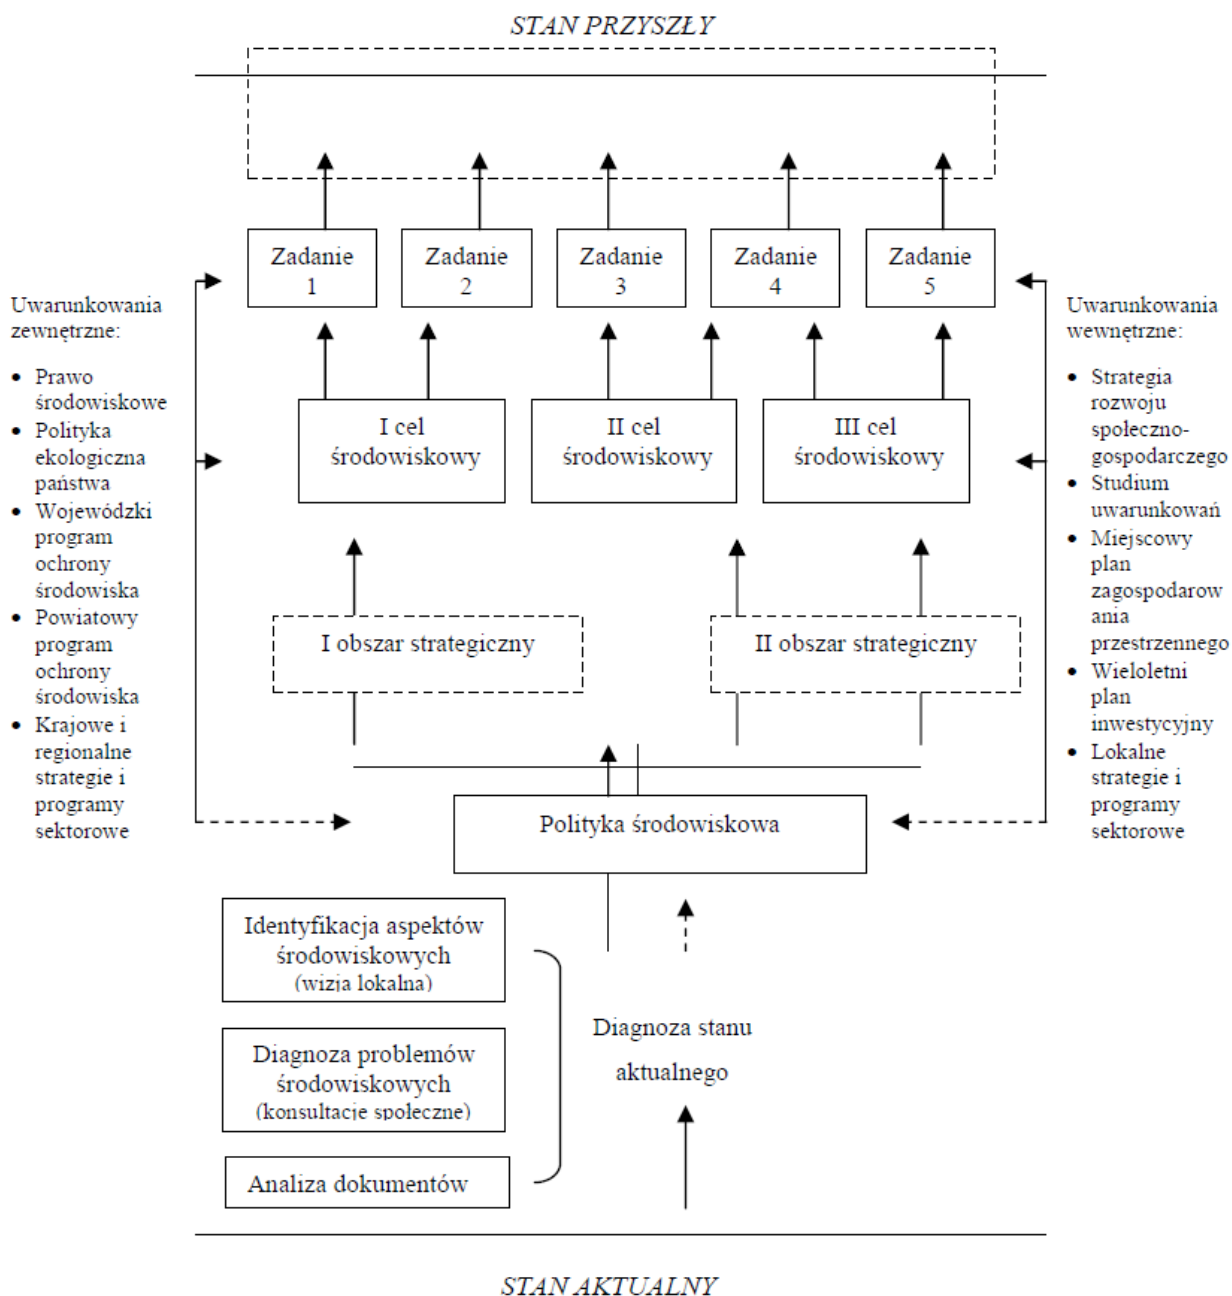 STAN PRZYSZŁY
Zadanie
1
Zadanie
2
Zadanie
3
Zadanie
4
Zadanie
5
Uwarunkowania
zewnętrzne:
• Prawo
środowiskowe
• Polityka
ekologiczna
państwa
• Wojewódzki
program
ochrony
środowiska
• Powiatowy
program
ochrony
środowiska
• Krajowe i
regionalne
strategie i
programy
sektorowe
I cel
środowiskowy
II cel
środowiskowy
III cel
środowiskowy
Uwarunkowania
wewnętrzne:
• Strategia
rozwoju
społeczno-
gospodarczego
• Studium
uwarunkowań
• Miejscowy
plan
zagospodarow
ania
przestrzennego
• Wieloletni
plan
inwestycyjny
• Lokalne
strategie i
programy
sektorowe
I obszar strategiczny
II obszar strategiczny
Polityka środowiskowa
Identyfikacja aspektów
środowiskowych
(wizja lokalna)
Diagnoza problemów
środowiskowych
(konsultacje społeczne)
Analiza dokumentów
Diagnoza stanu
aktualnego
STAN AKTUALNY